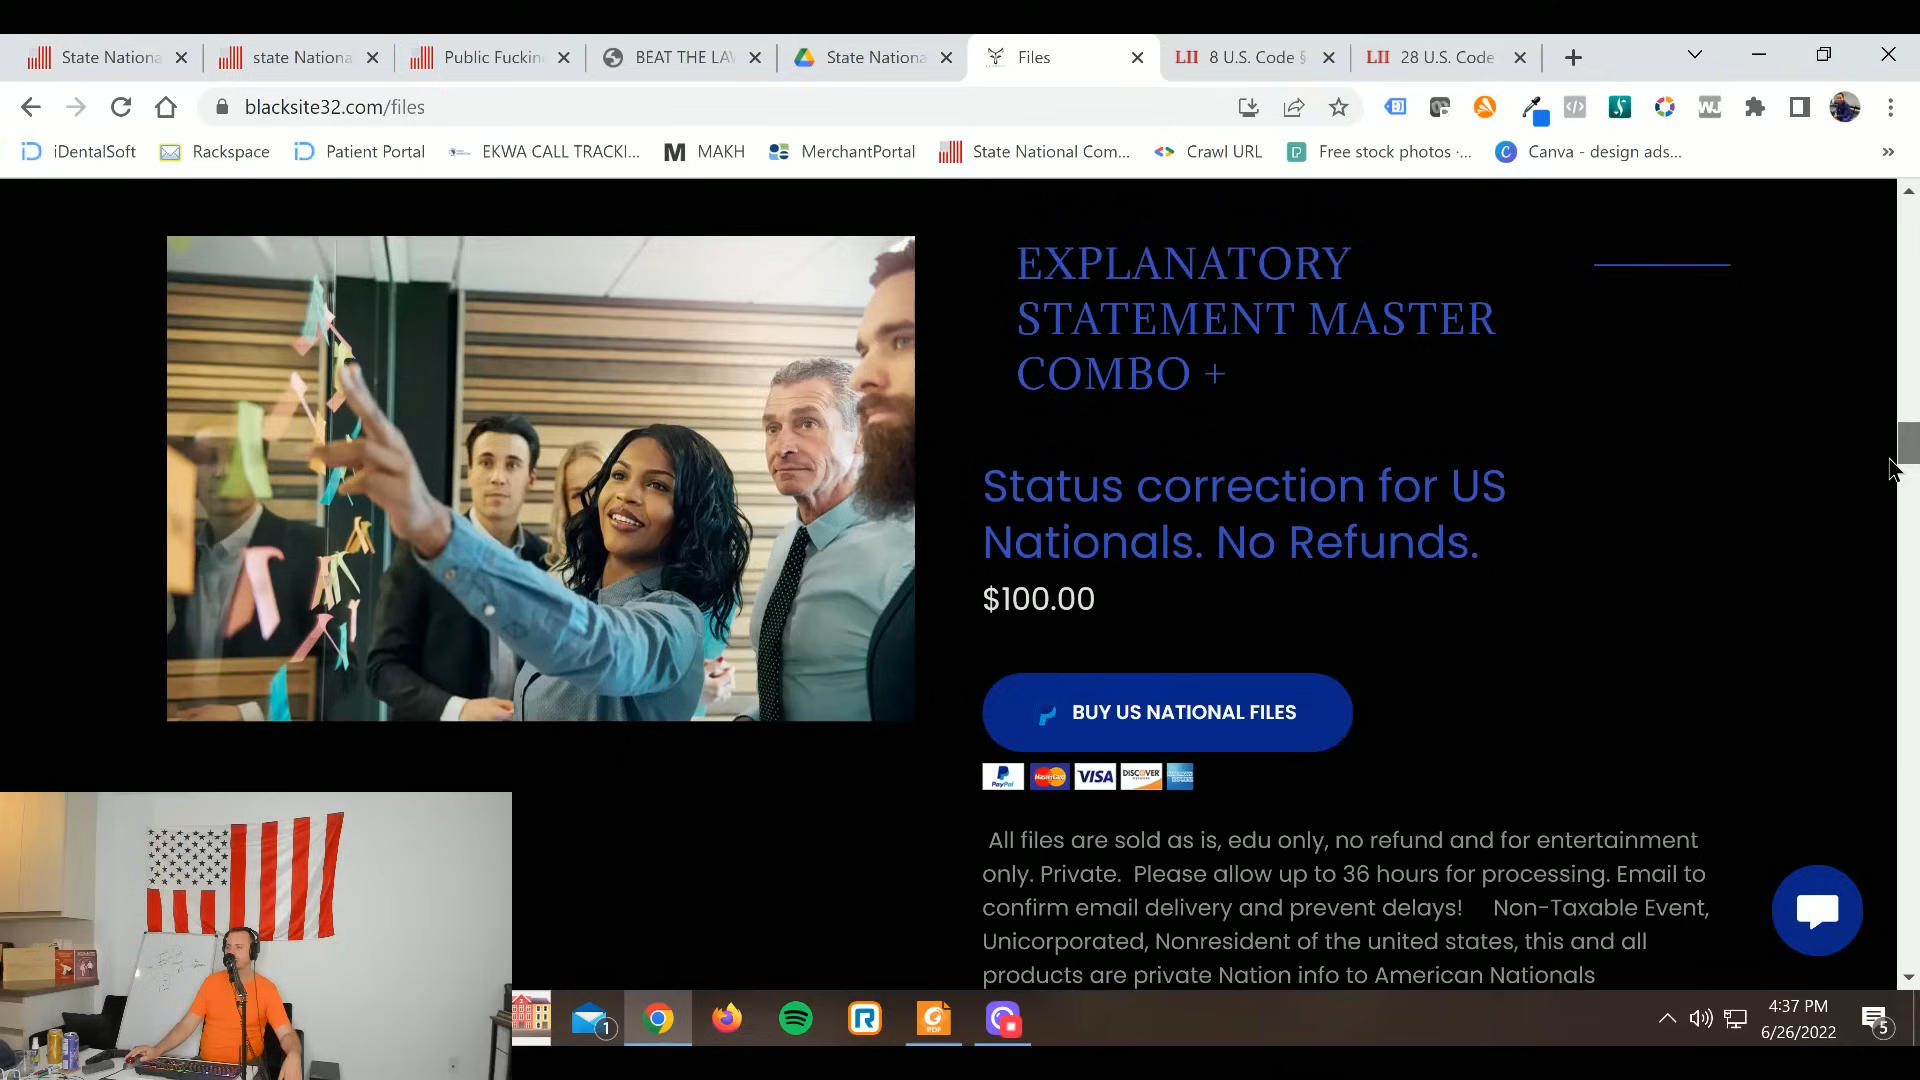 State Nationa
state Nationa
Public Fuckin
BEAT THE LAW
State Nationa
Files
8 U.S. Code §
28 U.S. Code
blacksite32.com/files
iDentalSoft
Rackspace
Patient Portal
EKWA CALL TRACKI...
MAKH
MerchantPortal
State National Com...
Crawl URL
Free stock photos ·...
Canva - design ads...
EXPLANATORY
STATEMENT MASTER
COMBO +
Status correction for US
Nationals. No Refunds.
$100.00
BUY US NATIONAL FILES
PayPal
MasterCard
VISA
DISCOVER
All files are sold as is, edu only, no refund and for entertainment
only. Private. Please allow up to 36 hours for processing. Email to
confirm email delivery and prevent delays! Non-Taxable Event,
Unicorporated, Nonresident of the united states, this and all
products are private Nation info to American Nationals
1
PDF
4:37 PM
6/26/2022
5